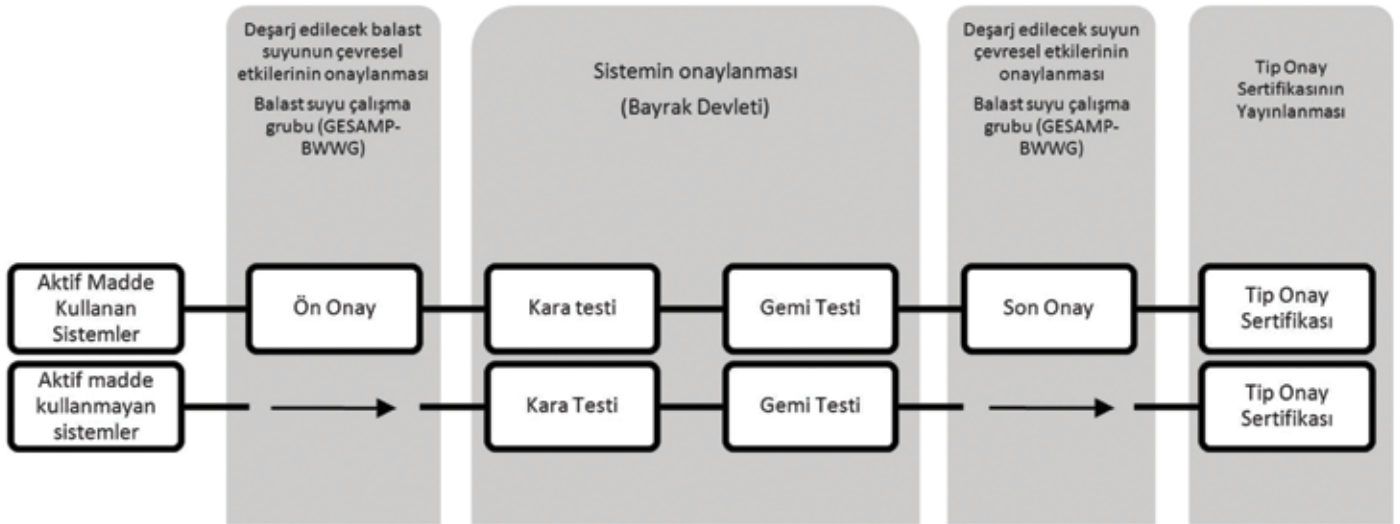 Deşarj edilecek balast
suyunun çevresel
etkilerinin onaylanması
Balast suyu çalışma
grubu (GESAMP-
BWWG)
Sistemin onaylanması
(Bayrak Devleti)
Deşarj edilecek suyun
çevresel etkilerinin
onaylanması
Balast suyu çalışma
grubu (GESAMP-
BWWG)
Tip Onay
Sertifikasının
Yayınlanması
Aktif Madde
Kullanan
Sistemler
Ön Onay
Kara testi
Gemi Testi
Son Onay
Tip Onay
Sertifikası
Aktif madde
kullanmayan
sistemler
Kara Testi
Gemi Testi
Tip Onay
Sertifikası